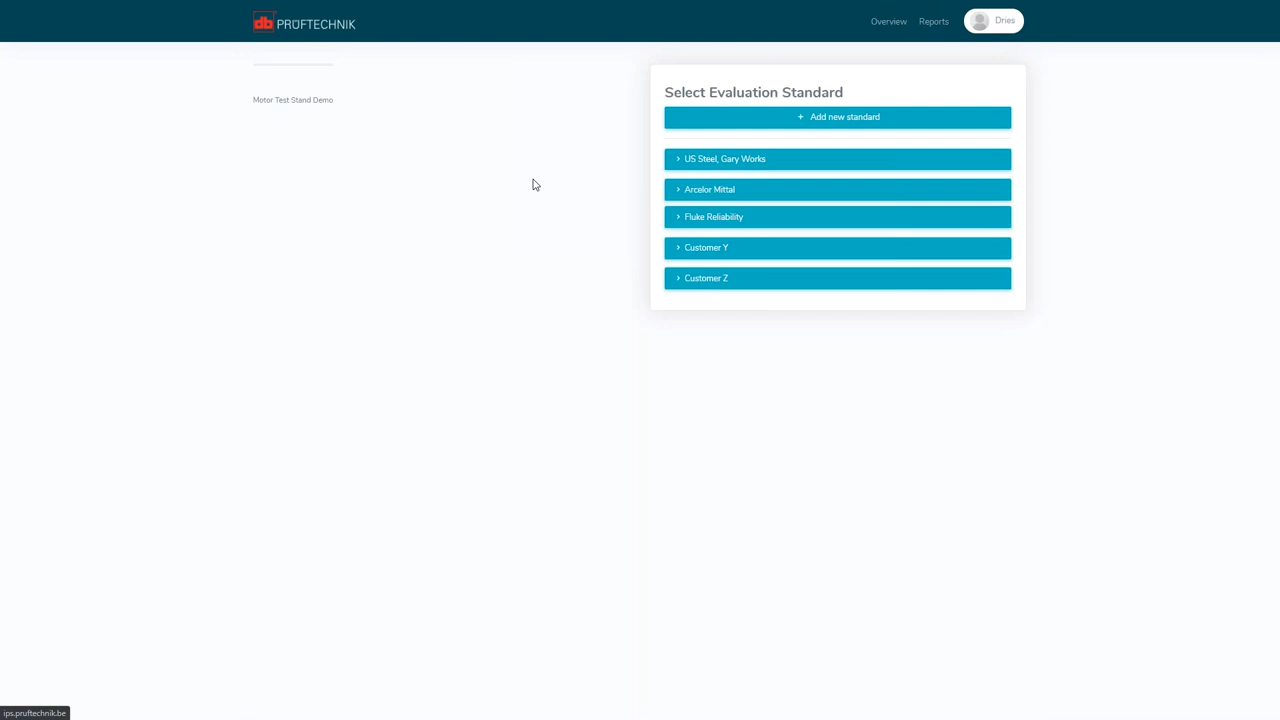 db PRÜFTECHNIK
Overview
Reports
Dries
Motor Test Stand Demo
Select Evaluation Standard
+ Add new standard
> US Steel, Gary Works
> Arcelor Mittal
> Fluke Reliability
> Customer Y
> Customer Z
ips.pruftechnik.be